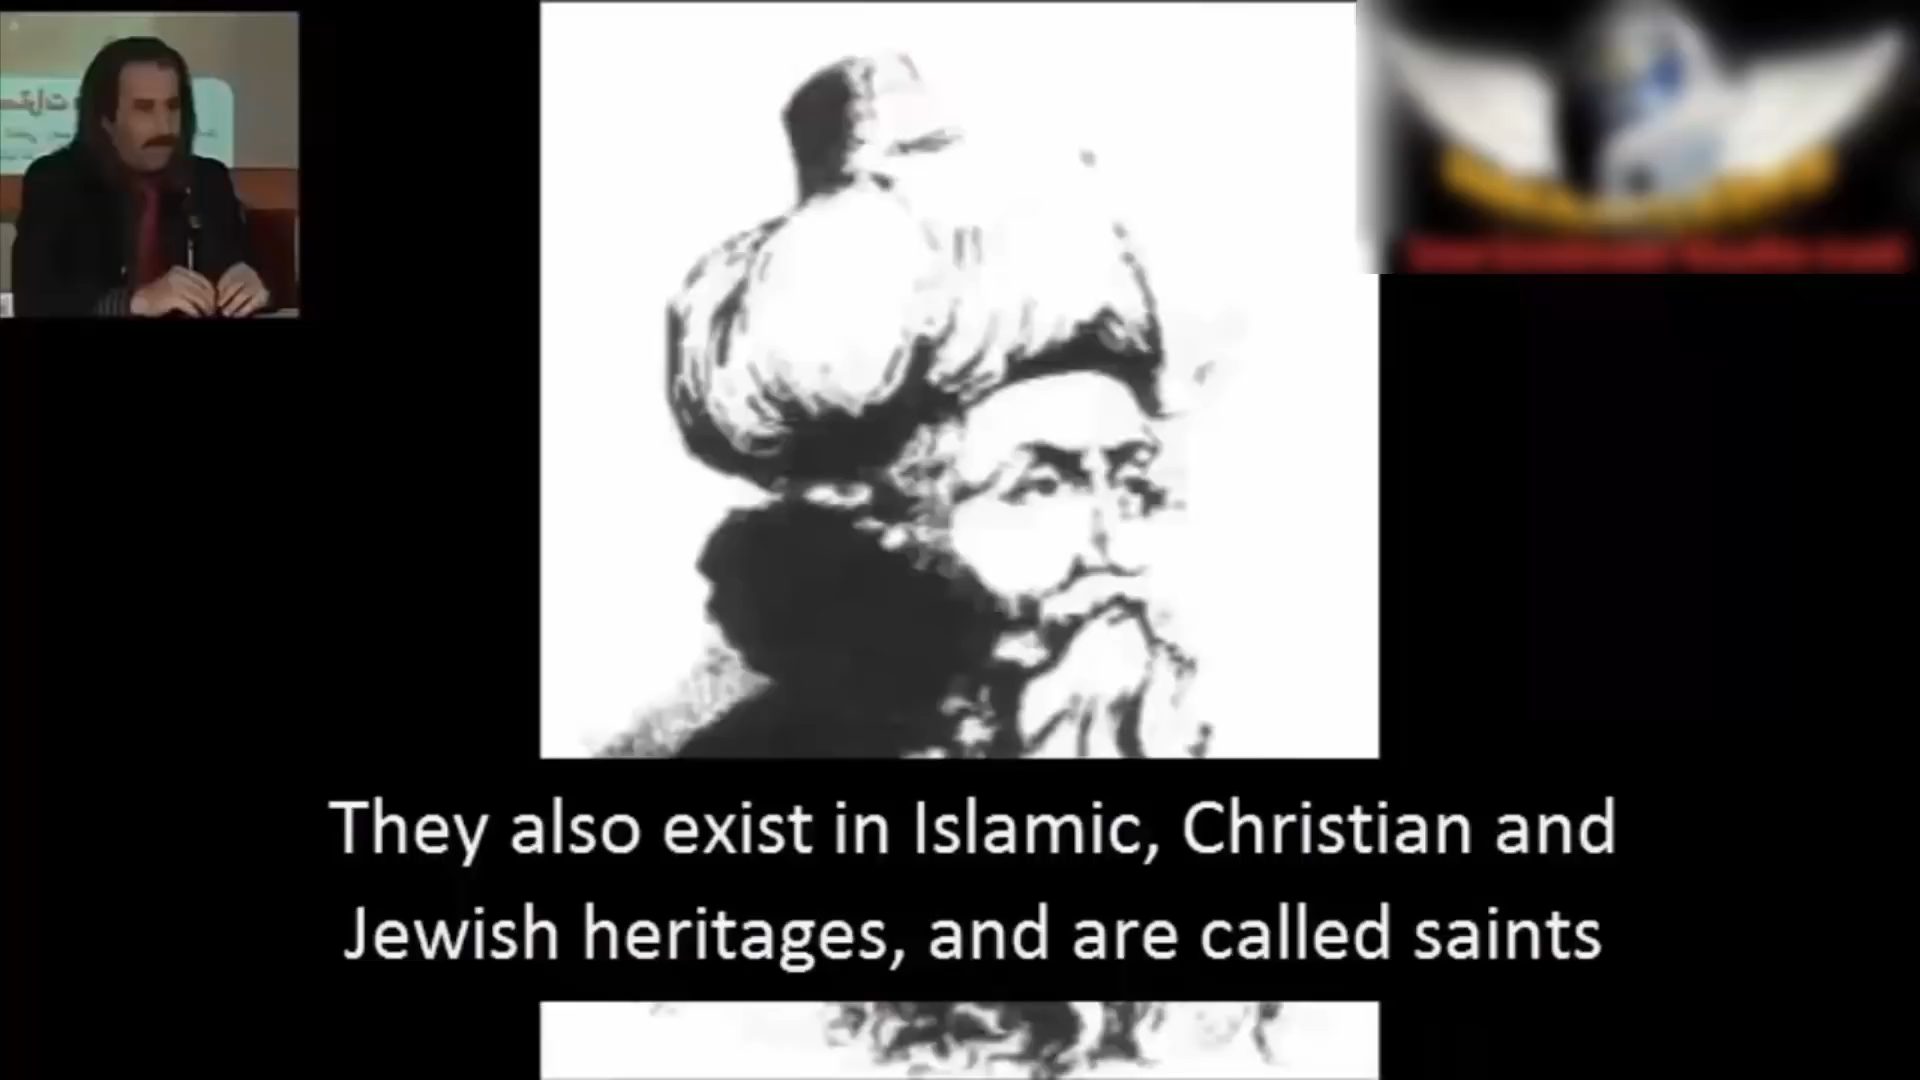 They also exist in Islamic, Christian and
Jewish heritages, and are called saints